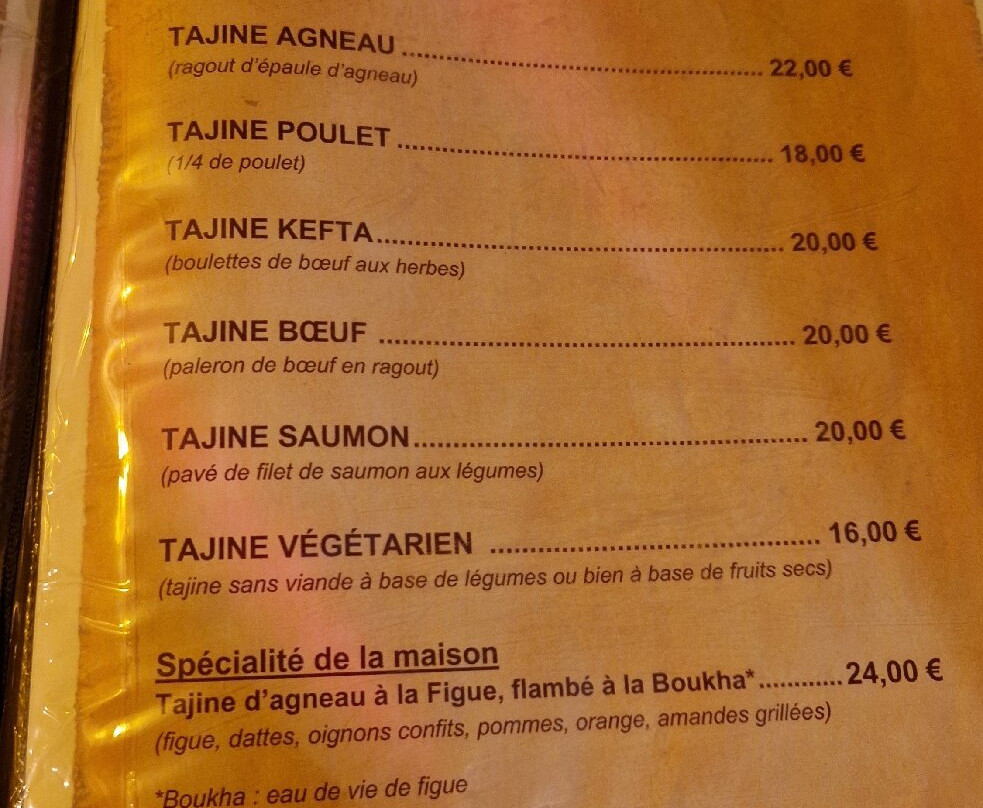 TAJINE AGNEAU ........................................................ 22,00 €
(ragout d'épaule d'agneau)
TAJINE POULET ........................................................ 18,00 €
(1/4 de poulet)
TAJINE KEFTA ........................................................ 20,00 €
(boulettes de bœuf aux herbes)
TAJINE BŒUF ........................................................ 20,00 €
(paleron de bœuf en ragout)
TAJINE SAUMON ........................................................ 20,00 €
(pavé de filet de saumon aux légumes)
TAJINE VÉGÉTARIEN ............................................ 16,00 €
(tajine sans viande à base de légumes ou bien à base de fruits secs)
Spécialité de la maison
Tajine d'agneau à la Figue, flambé à la Boukha*............ 24,00 €
(figue, dattes, oignons confits, pommes, orange, amandes grillées)
*Boukha : eau de vie de figue